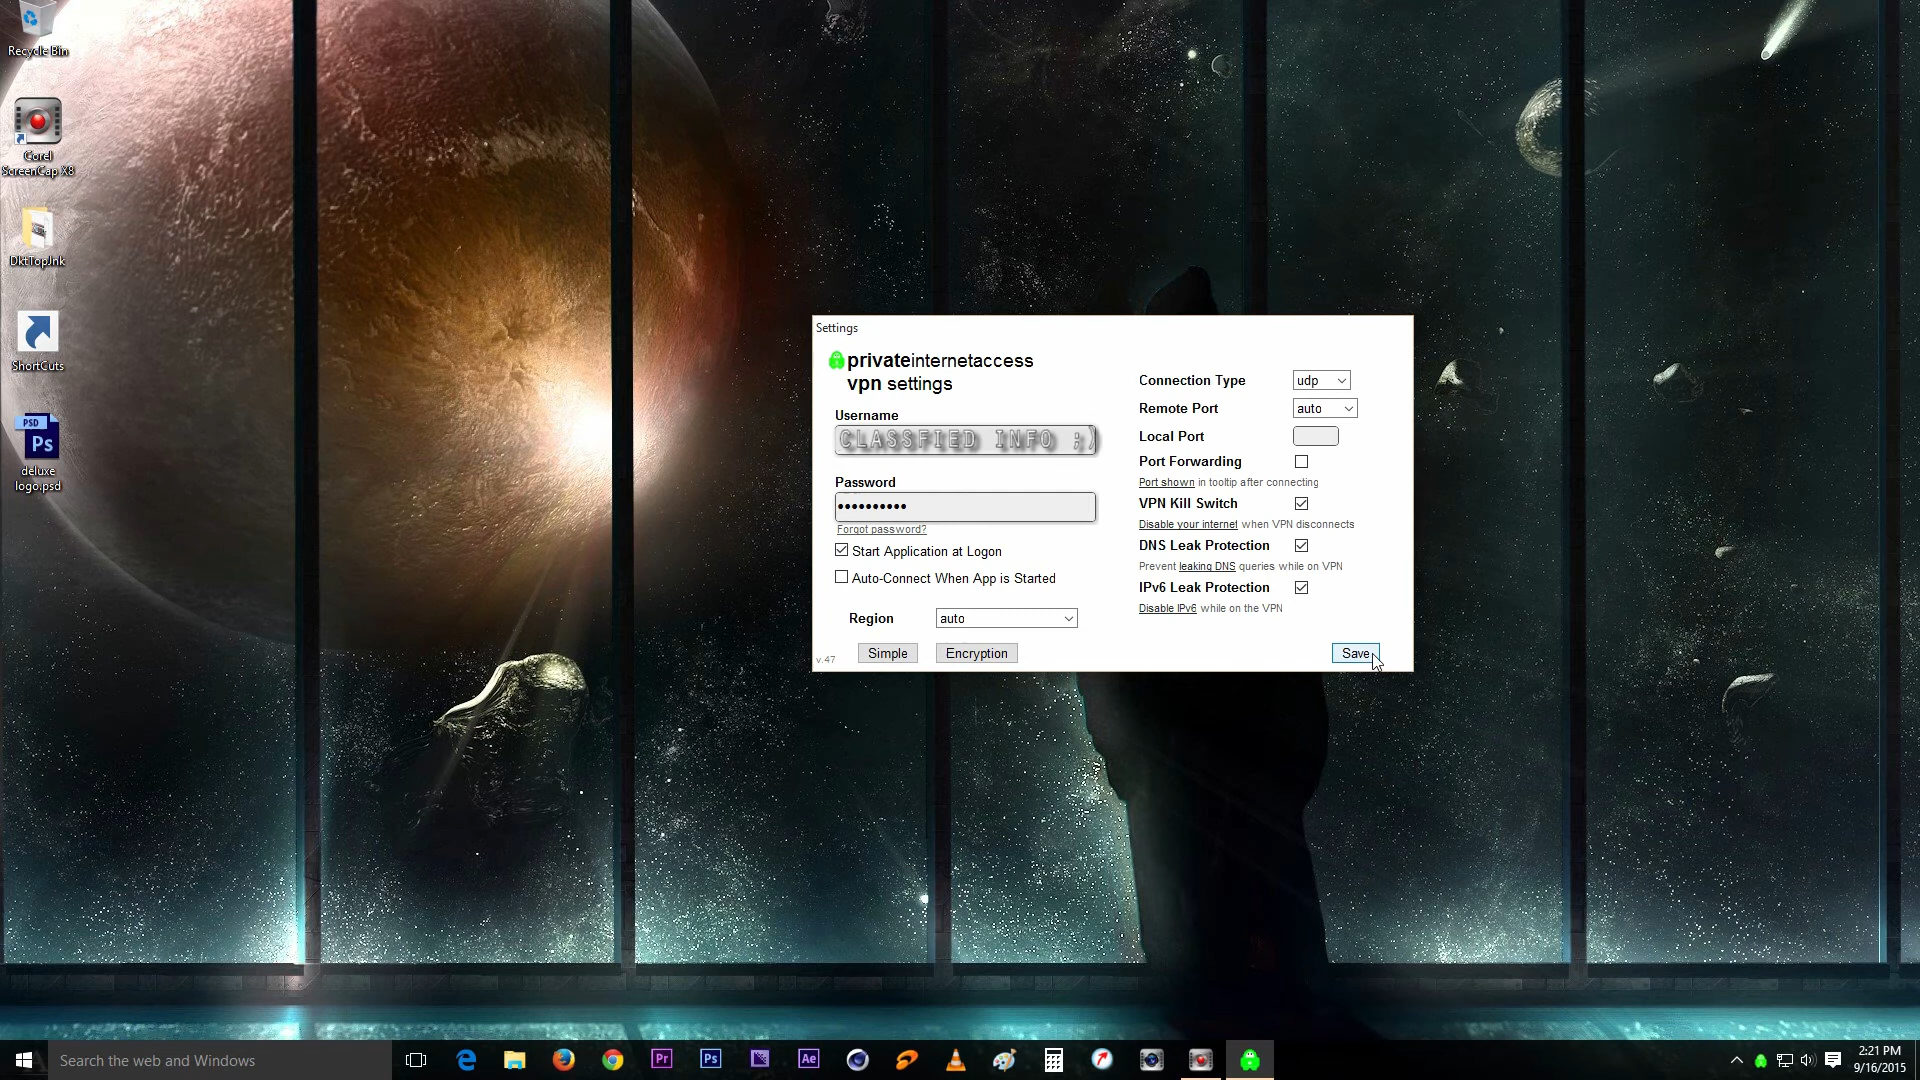 Recycle Bin
Corel
ScreenCap X8
DktTopJnk
ShortCuts
PSD
Ps
deluxe
logo.psd
Settings
privateinternetaccess
vpn settings
Username
CLASSFIED INFO ;)
Password
••••••••••
Forgot password?
Start Application at Logon
Auto-Connect When App is Started
Region
auto
v.47
Simple
Encryption
Connection Type
udp
Remote Port
auto
Local Port
Port Forwarding
Port shown in tooltip after connecting
VPN Kill Switch
Disable your internet when VPN disconnects
DNS Leak Protection
Prevent leaking DNS queries while on VPN
IPv6 Leak Protection
Disable IPv6 while on the VPN
Save
Search the web and Windows
Pr
Ps
Ae
2:21 PM
9/16/2015